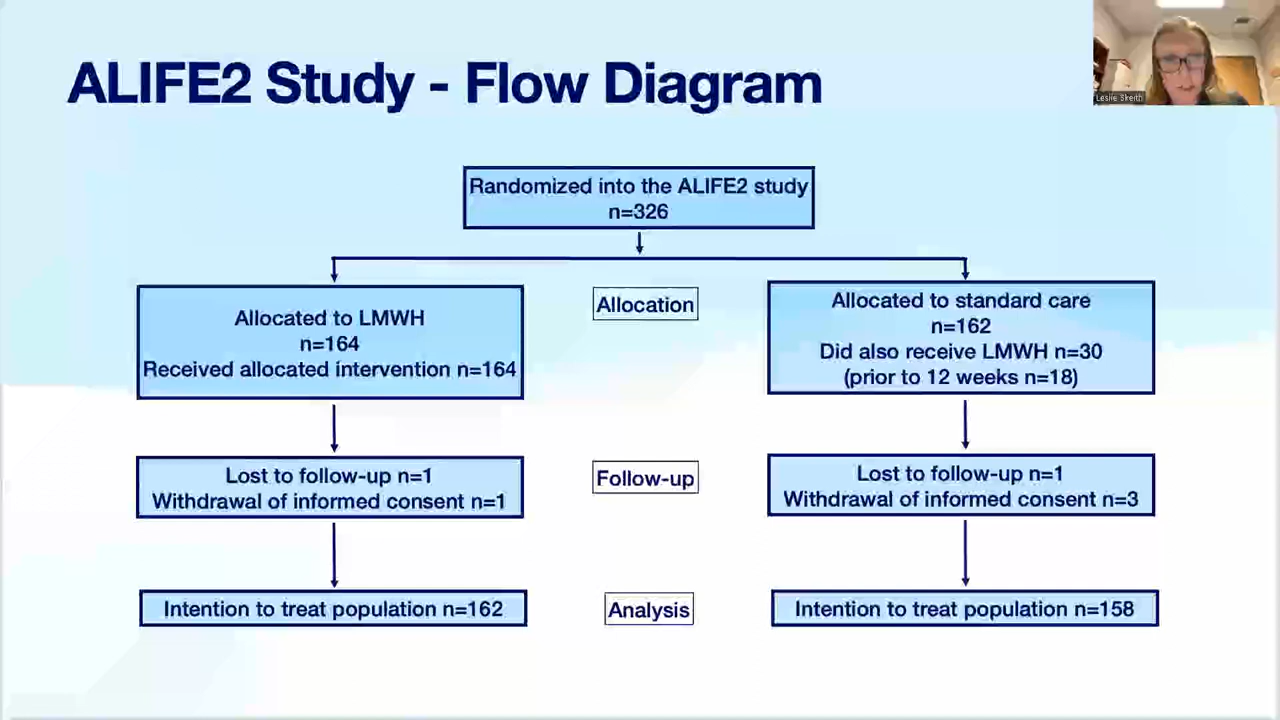 ALIFE2 Study - Flow Diagram
Leslie Skeith
Randomized into the ALIFE2 study
n=326
Allocation
Allocated to LMWH
n=164
Received allocated intervention n=164
Allocated to standard care
n=162
Did also receive LMWH n=30
(prior to 12 weeks n=18)
Lost to follow-up n=1
Withdrawal of informed consent n=1
Follow-up
Lost to follow-up n=1
Withdrawal of informed consent n=3
Intention to treat population n=162
Analysis
Intention to treat population n=158